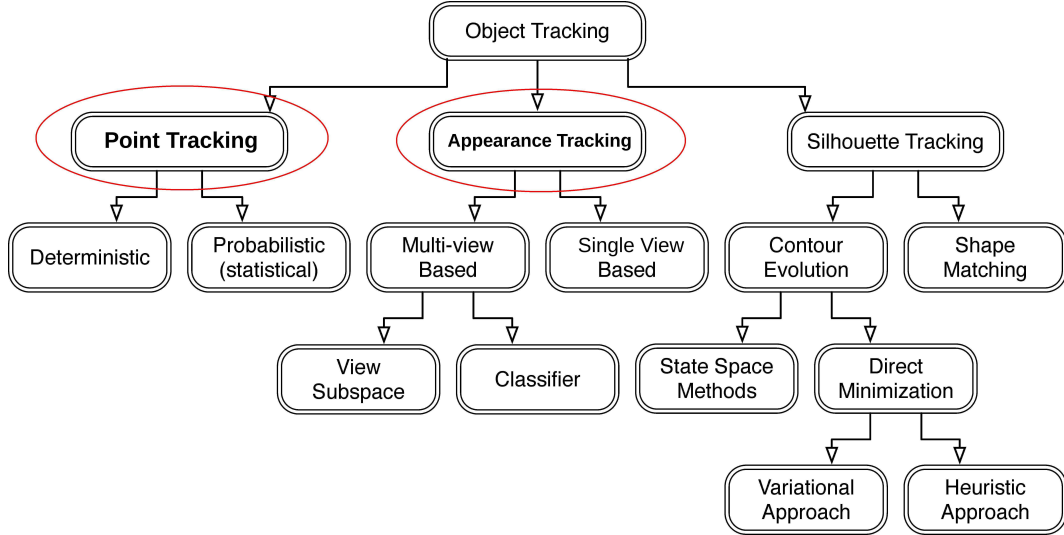 Object Tracking
Point Tracking
Appearance Tracking
Silhouette Tracking
Deterministic
Probabilistic
(statistical)
Multi-view
Based
Single View
Based
Contour
Evolution
Shape
Matching
View
Subspace
Classifier
State Space
Methods
Direct
Minimization
Variational
Approach
Heuristic
Approach